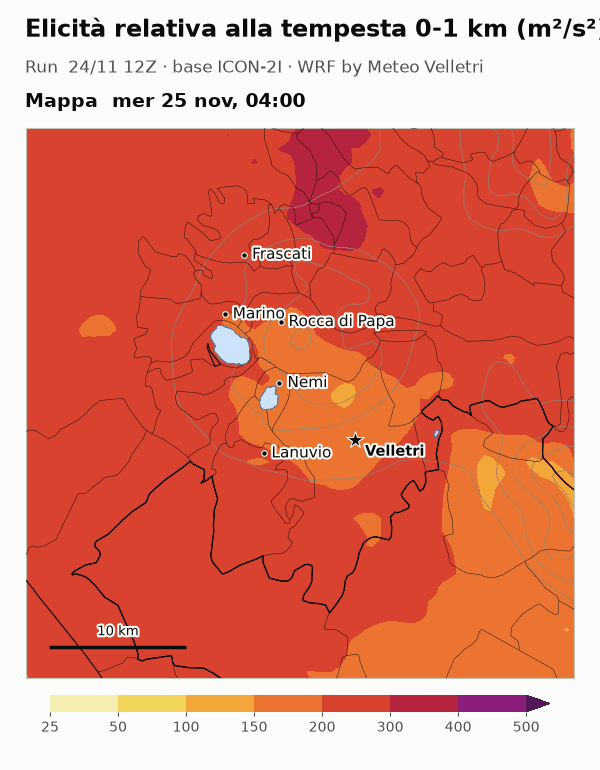 Elicità relativa alla tempesta 0-1 km (m²/s²)
Run  24/11 12Z · base ICON-2I · WRF by Meteo Velletri
Mappa  mer 25 nov, 04:00
Frascati
Marino
Rocca di Papa
Nemi
Velletri
Lanuvio
10 km
25 50 100 150 200 300 400 500